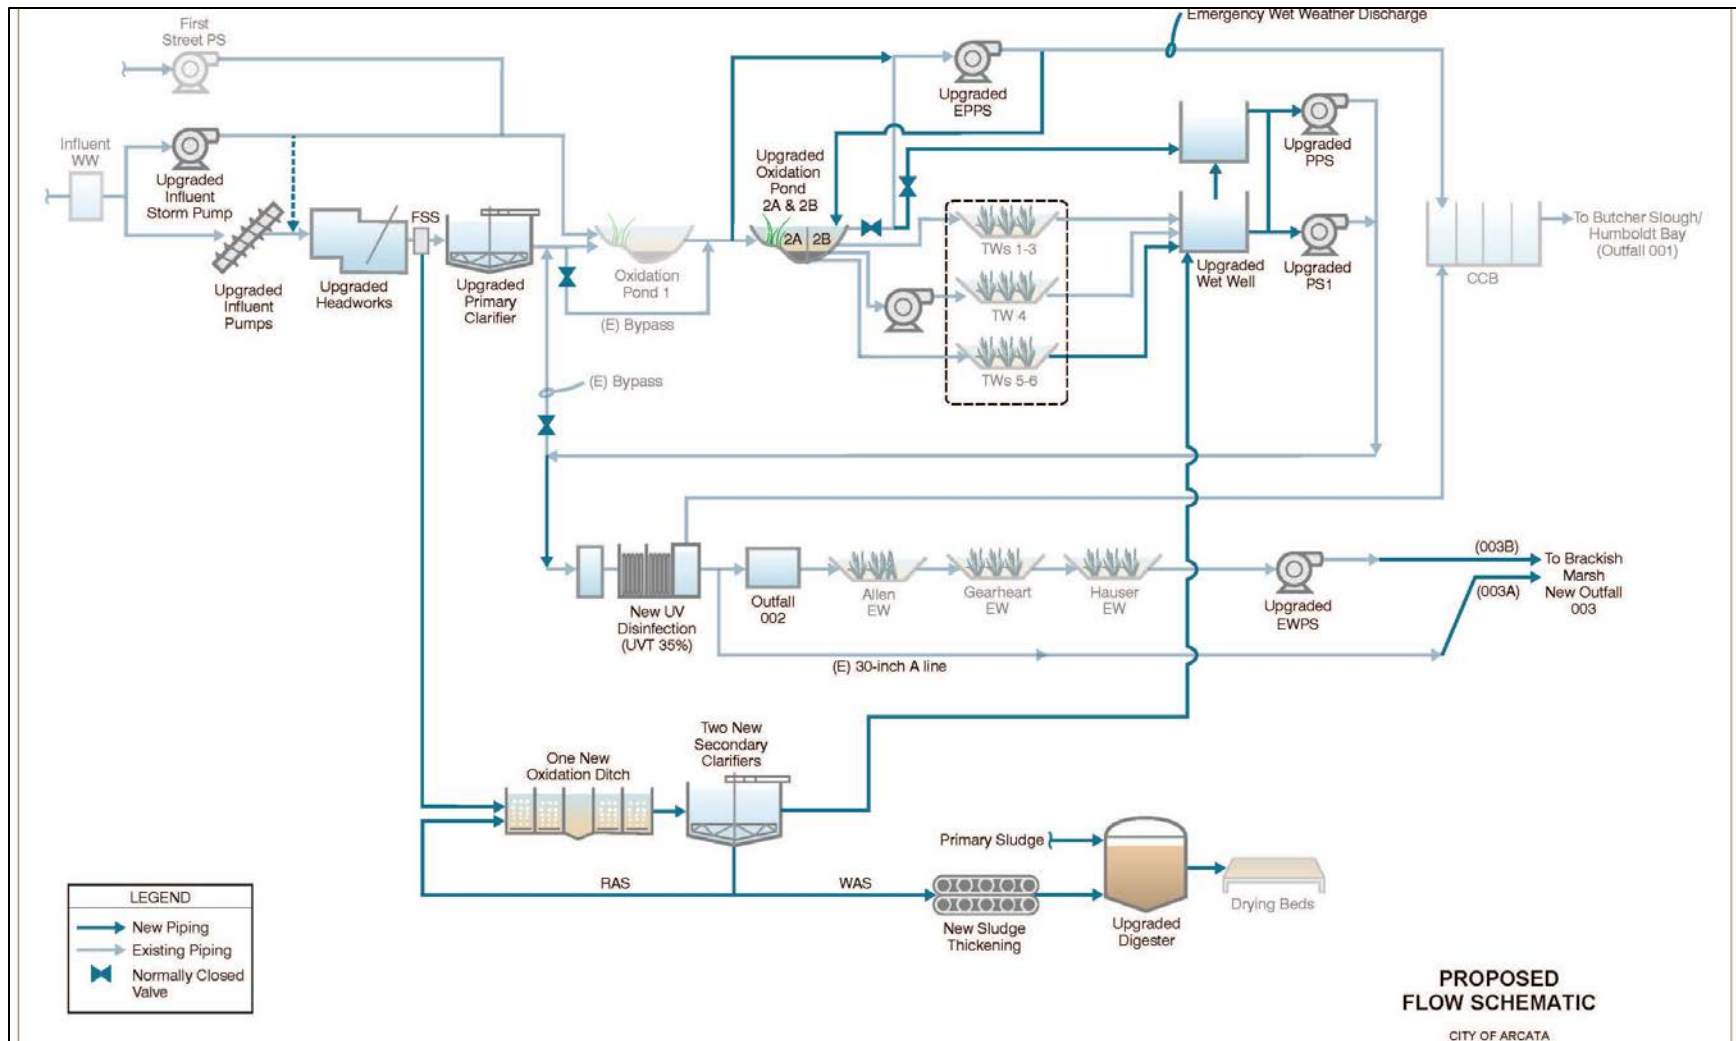 First
Street PS
Emergency Wet Weather Discharge
Upgraded
EPPS
Influent
WW
Upgraded
Influent
Storm Pump
FSS
Upgraded
Influent
Pumps
Upgraded
Headworks
Upgraded
Primary
Clarifier
Oxidation
Pond 1
(E) Bypass
(E) Bypass
Upgraded
Oxidation
Pond
2A & 2B
2A
2B
TWs 1-3
TW 4
TWs 5-6
Upgraded
Wet Well
Upgraded
PPS
Upgraded
PS1
CCB
To Butcher Slough/
Humboldt Bay
(Outfall 001)
New UV
Disinfection
(UVT 35%)
Outfall
002
Allen
EW
Gearheart
EW
Hauser
EW
Upgraded
EWPS
(003B)
(003A)
To Brackish
Marsh
New Outfall
003
(E) 30-inch A line
One New
Oxidation Ditch
Two New
Secondary
Clarifiers
RAS
WAS
Primary Sludge
New Sludge
Thickening
Upgraded
Digester
Drying Beds
LEGEND
New Piping
Existing Piping
Normally Closed
Valve
PROPOSED
FLOW SCHEMATIC
CITY OF ARCATA